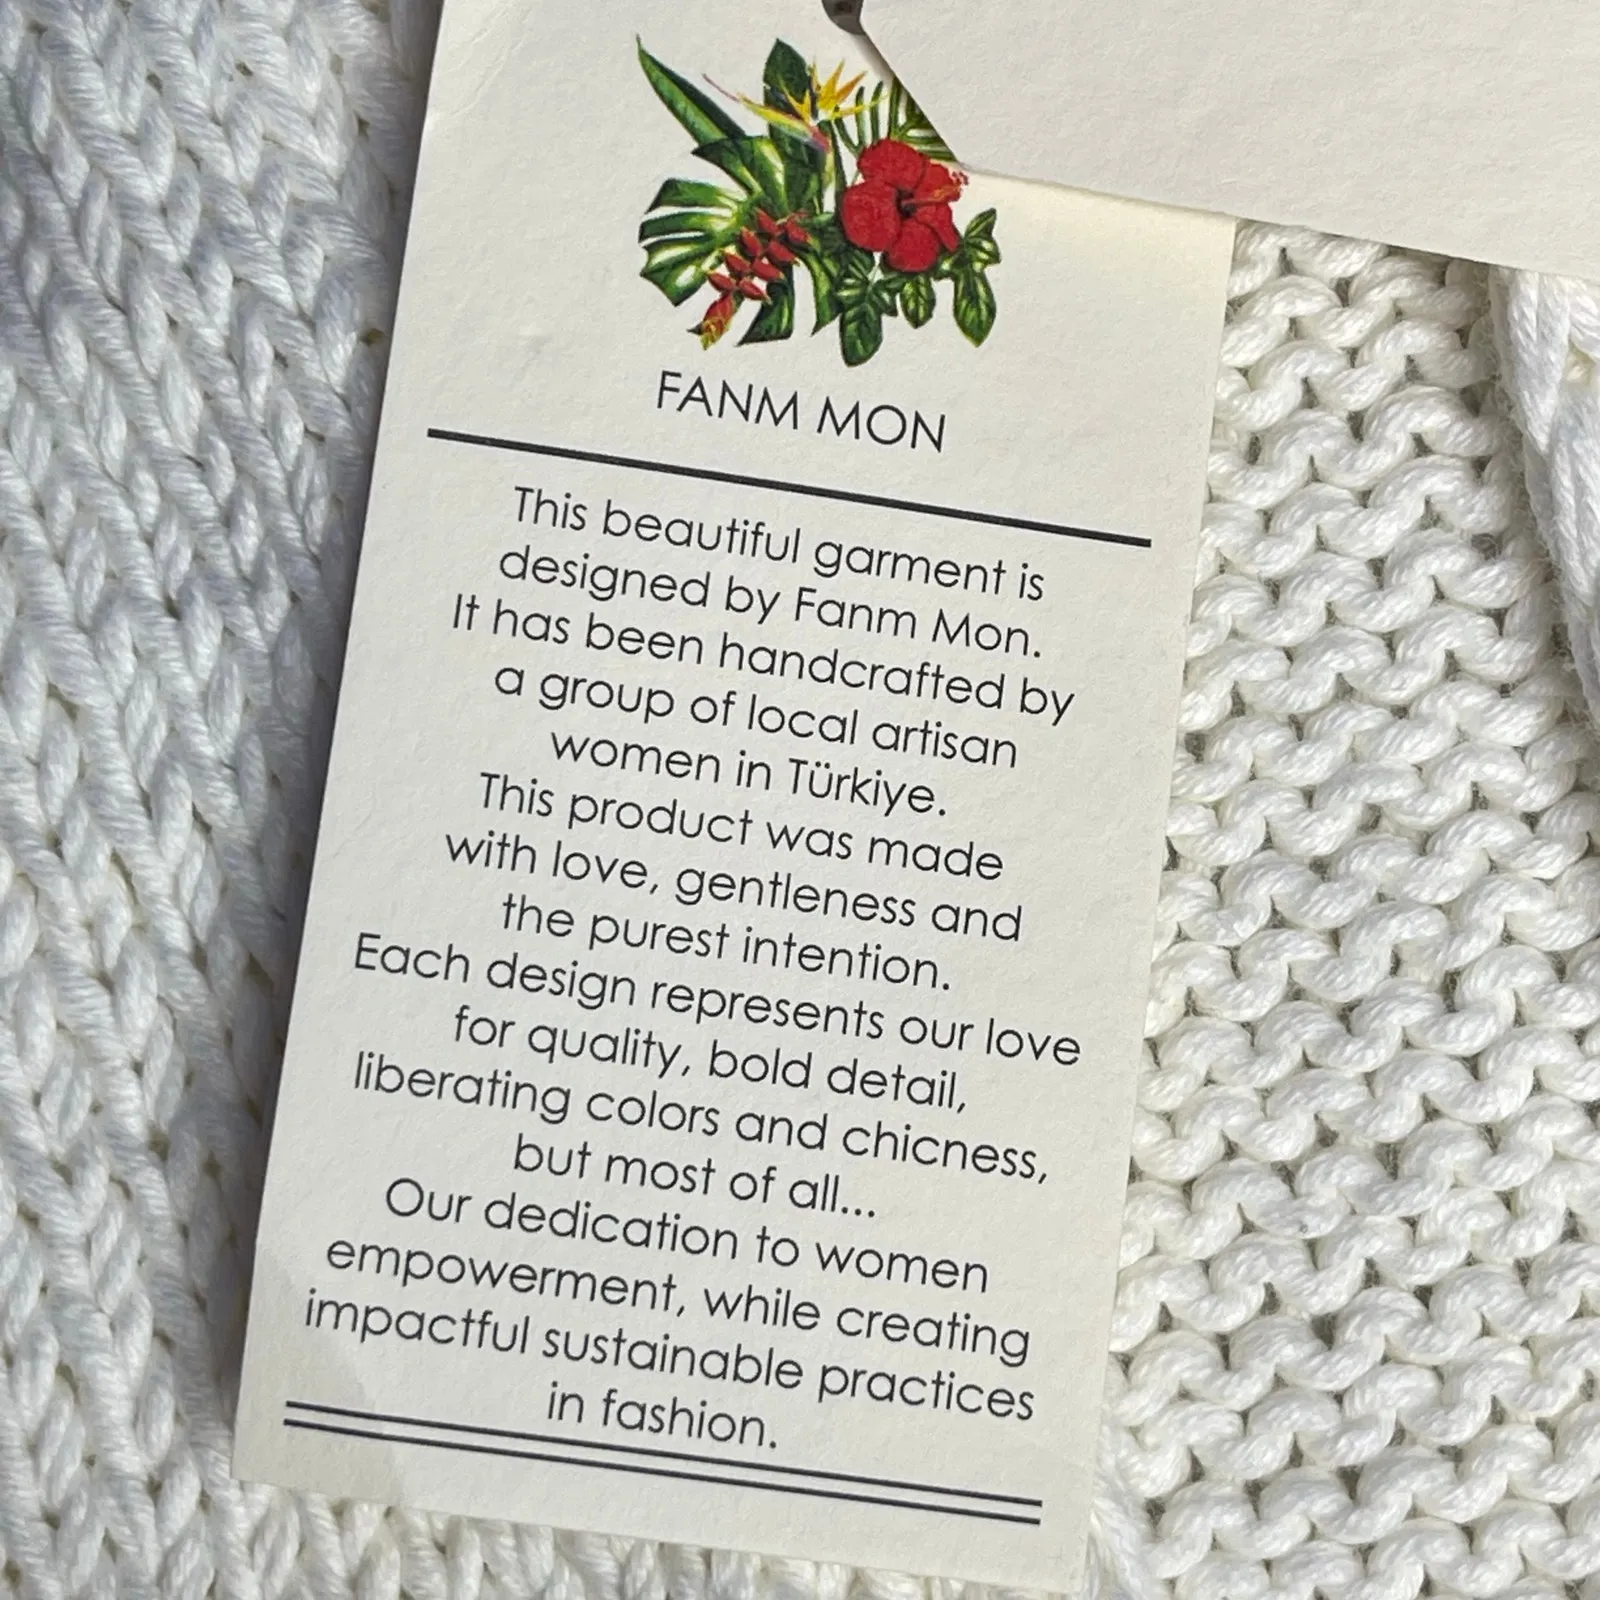 FANM MON
This beautiful garment is
designed by Fanm Mon.
It has been handcrafted by
a group of local artisan
women in Türkiye.
This product was made
with love, gentleness and
the purest intention.
Each design represents our love
for quality, bold detail,
liberating colors and chicness,
but most of all...
Our dedication to women
empowerment, while creating
impactful sustainable practices
in fashion.